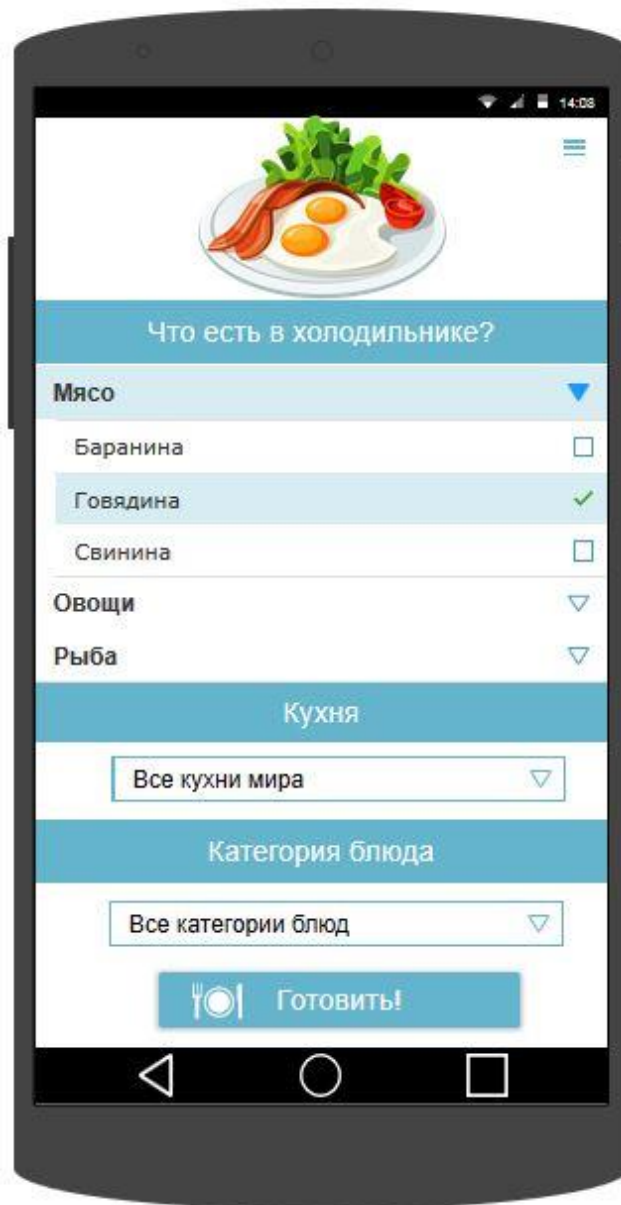 14:08
Что есть в холодильнике?
Мясо
Баранина
Говядина
Свинина
Овощи
Рыба
Кухня
Все кухни мира
Категория блюда
Все категории блюд
Готовить!